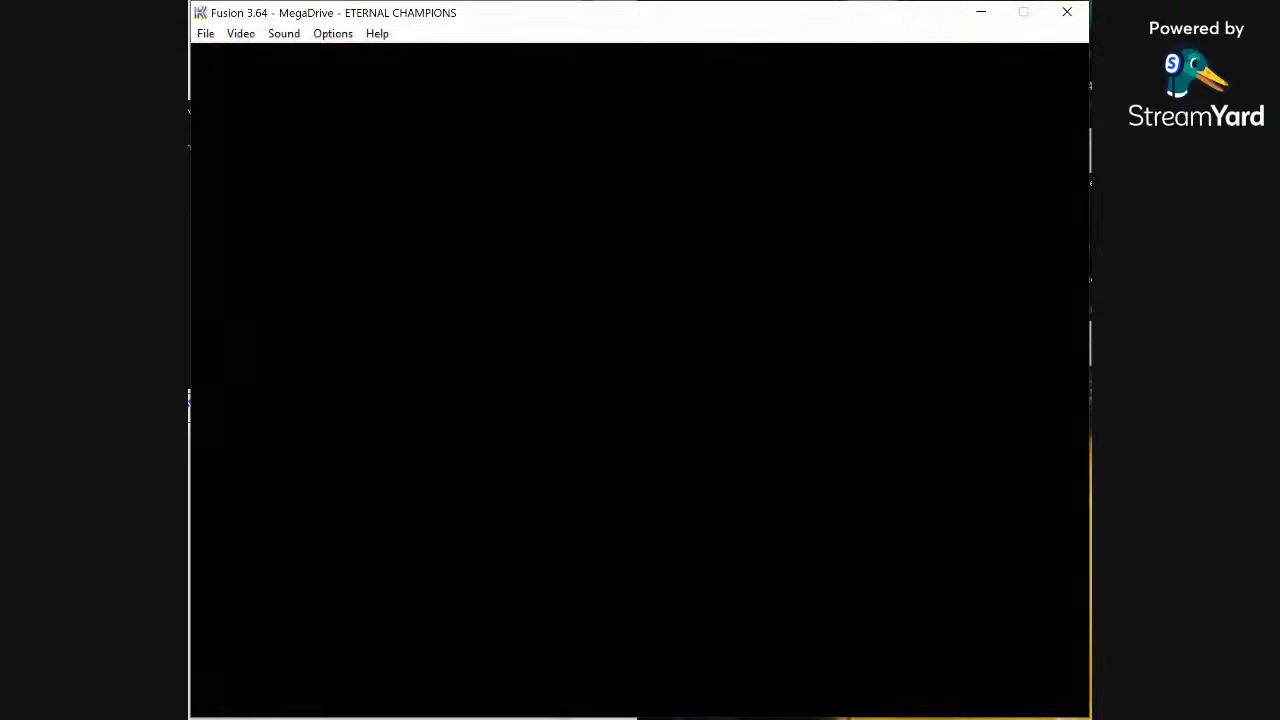 Fusion 3.64 - MegaDrive - ETERNAL CHAMPIONS
File Video Sound Options Help
Powered by
S
StreamYard